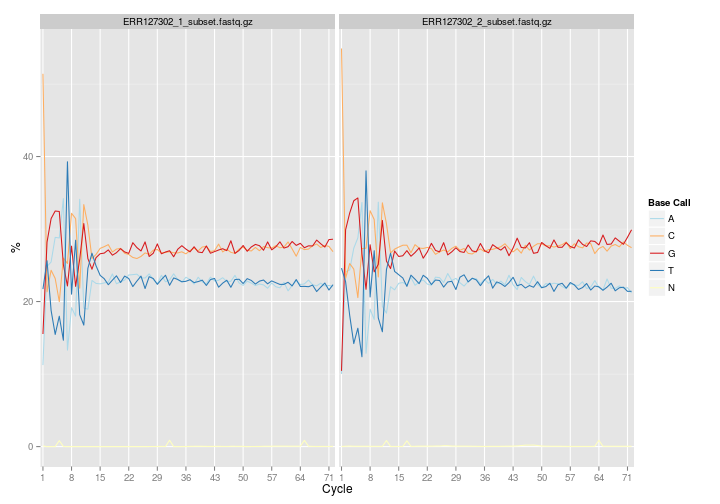 ERR127302_1_subset.fastq.gz ERR127302_2_subset.fastq.gz
40
20
0
%
1 8 15 22 29 36 43 50 57 64 71 1 8 15 22 29 36 43 50 57 64 71
Cycle
Base Call
A
C
G
T
N